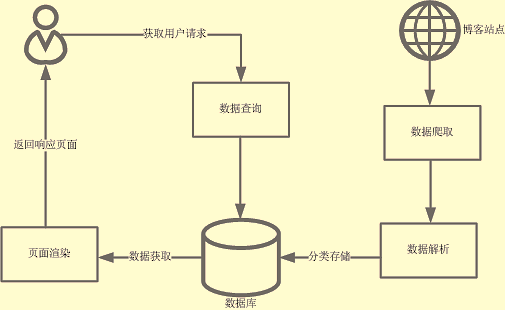 获取用户请求
博客站点
数据查询
数据爬取
返回响应页面
页面渲染
数据获取
分类存储
数据解析
数据库